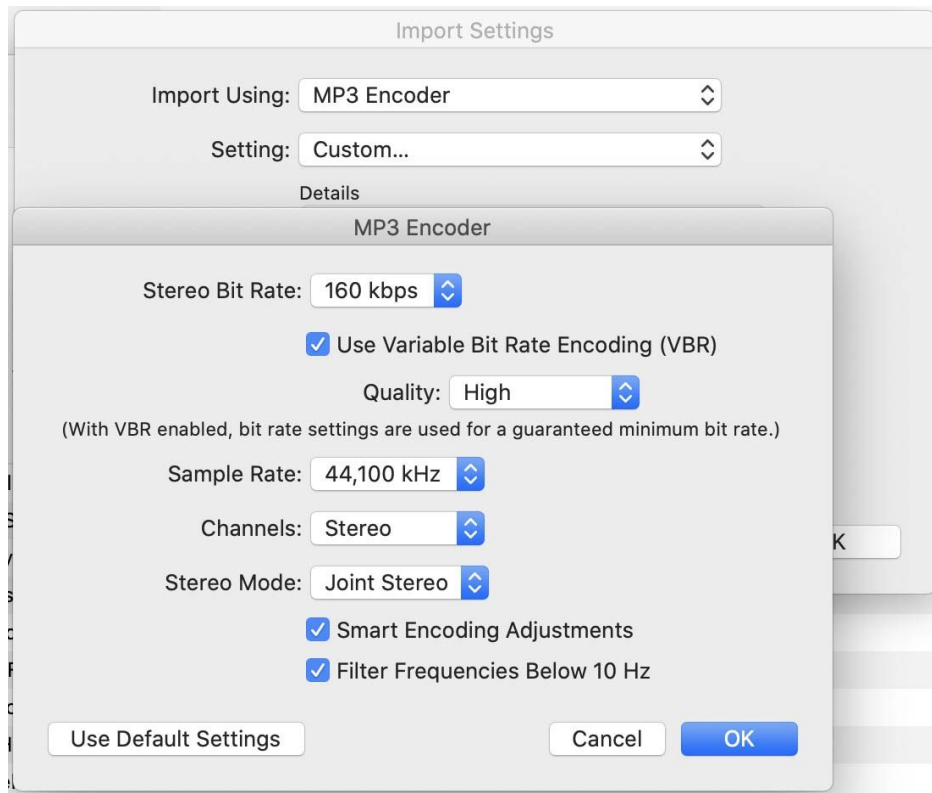 Import Settings
Import Using: MP3 Encoder
Setting: Custom...
Details
MP3 Encoder
Stereo Bit Rate: 160 kbps
Use Variable Bit Rate Encoding (VBR)
Quality: High
(With VBR enabled, bit rate settings are used for a guaranteed minimum bit rate.)
Sample Rate: 44,100 kHz
Channels: Stereo
K
Stereo Mode: Joint Stereo
Smart Encoding Adjustments
Filter Frequencies Below 10 Hz
Use Default Settings Cancel OK